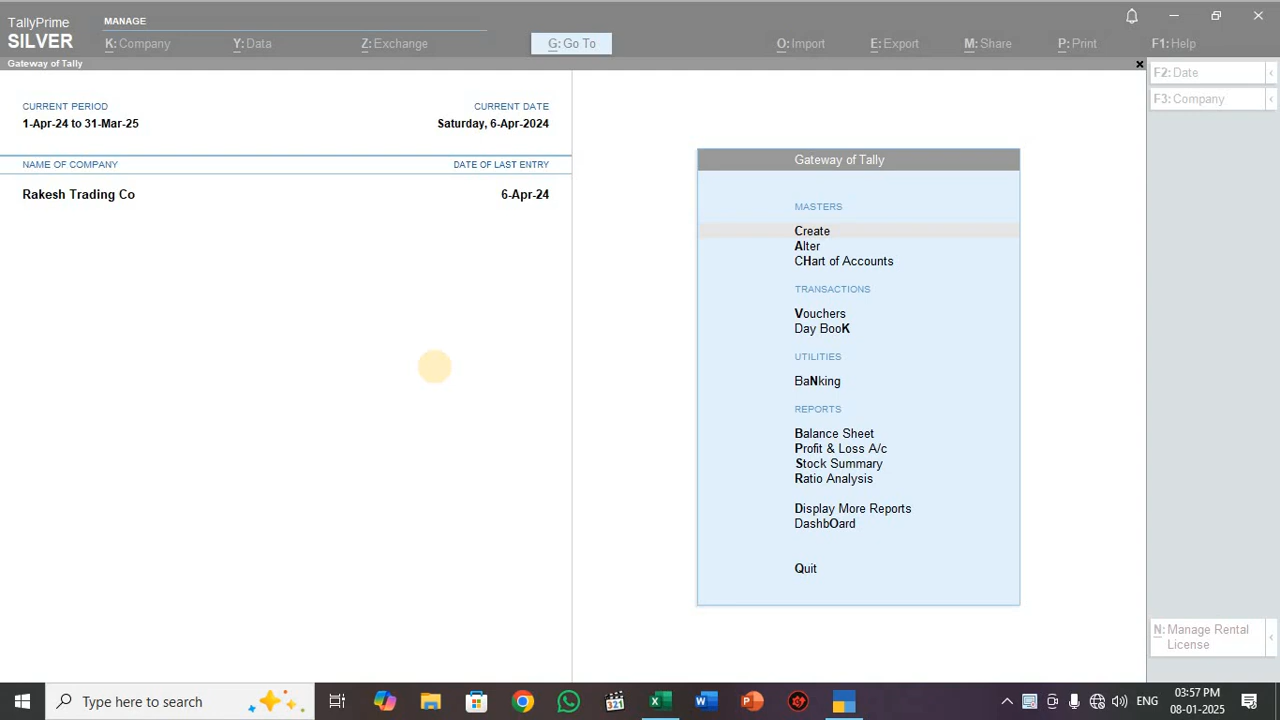 TallyPrime
SILVER
MANAGE
K: Company
Y: Data
Z: Exchange
G: Go To
O: Import
E: Export
M: Share
P: Print
F1: Help
Gateway of Tally
F2: Date
F3: Company
CURRENT PERIOD
CURRENT DATE
1-Apr-24 to 31-Mar-25
Saturday, 6-Apr-2024
NAME OF COMPANY
DATE OF LAST ENTRY
Rakesh Trading Co
6-Apr-24
Gateway of Tally
MASTERS
Create
Alter
CHart of Accounts
TRANSACTIONS
Vouchers
Day BooK
UTILITIES
BaNking
REPORTS
Balance Sheet
Profit & Loss A/c
Stock Summary
Ratio Analysis
Display More Reports
DashbOard
Quit
N: Manage Rental
License
Type here to search
321
ENG
03:57 PM
08-01-2025